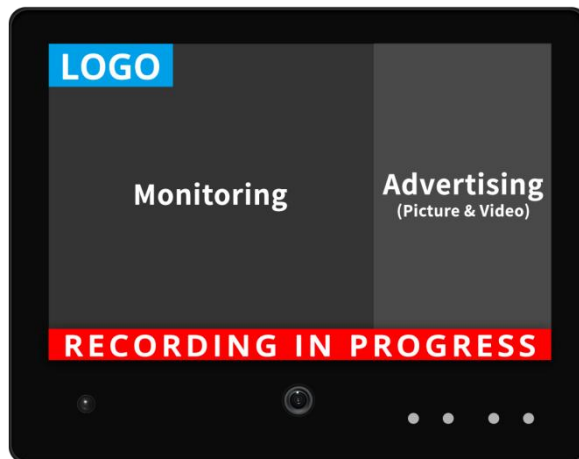 LOGO
Monitoring
Advertising
(Picture & Video)
RECORDING IN PROGRESS